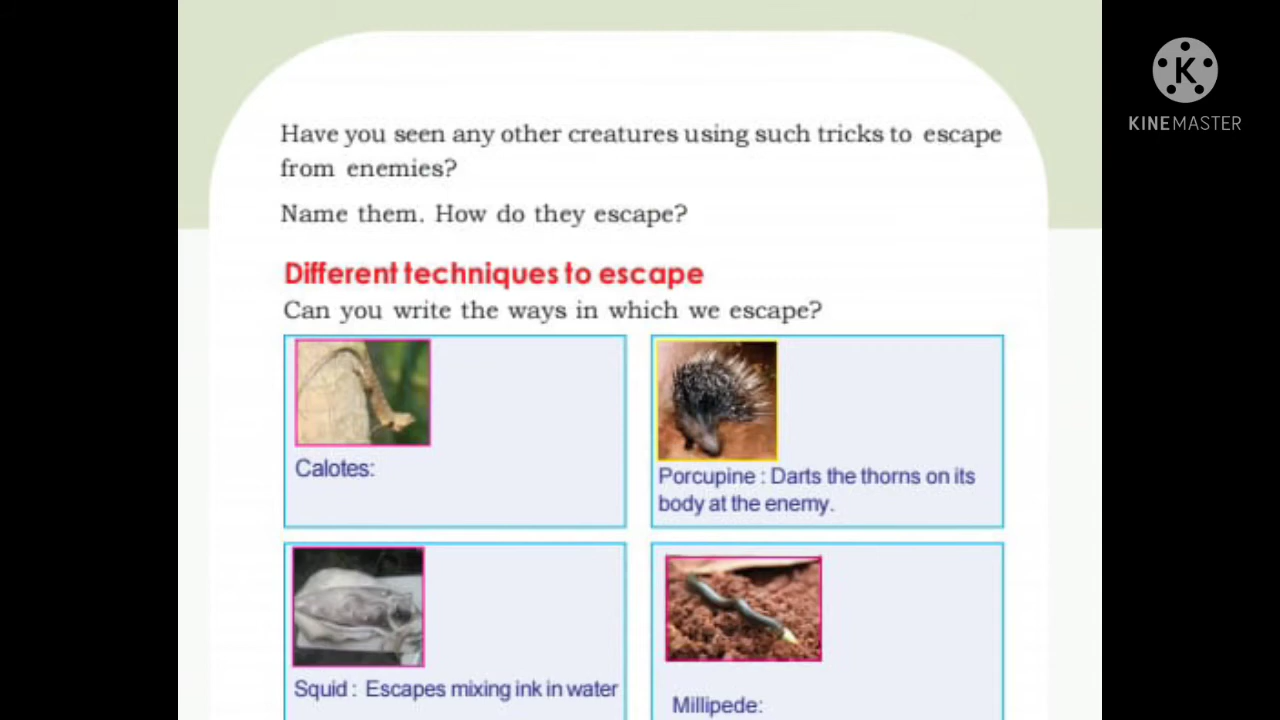 Have you seen any other creatures using such tricks to escape
from enemies?
Name them. How do they escape?
Different techniques to escape
Can you write the ways in which we escape?
Calotes:
Porcupine : Darts the thorns on its
body at the enemy.
Squid : Escapes mixing ink in water
Millipede:
K
KINEMASTER